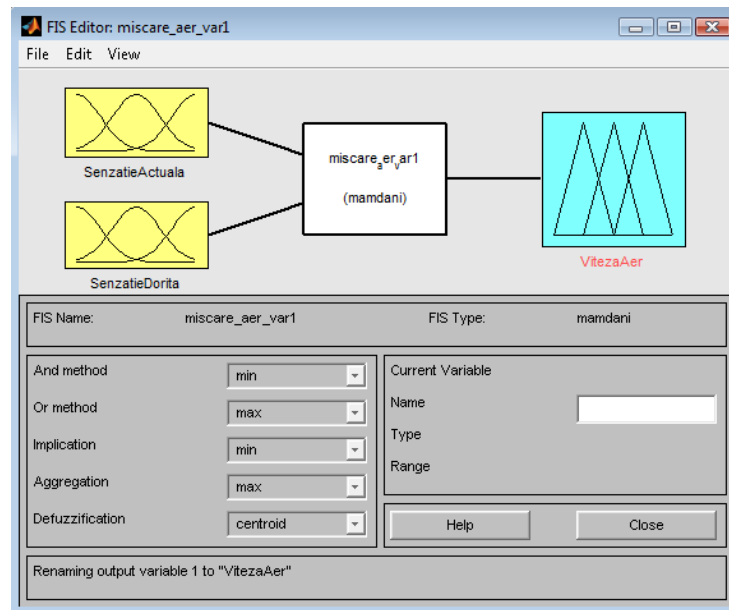 FIS Editor: miscare_aer_var1
File Edit View
SenzatieActuala
SenzatieDorita
miscare_aer_var1
(mamdani)
VitezaAer
FIS Name: miscare_aer_var1 FIS Type: mamdani
And method min
Or method max
Implication min
Aggregation max
Defuzzification centroid
Current Variable
Name
Type
Range
Help Close
Renaming output variable 1 to "VitezaAer"